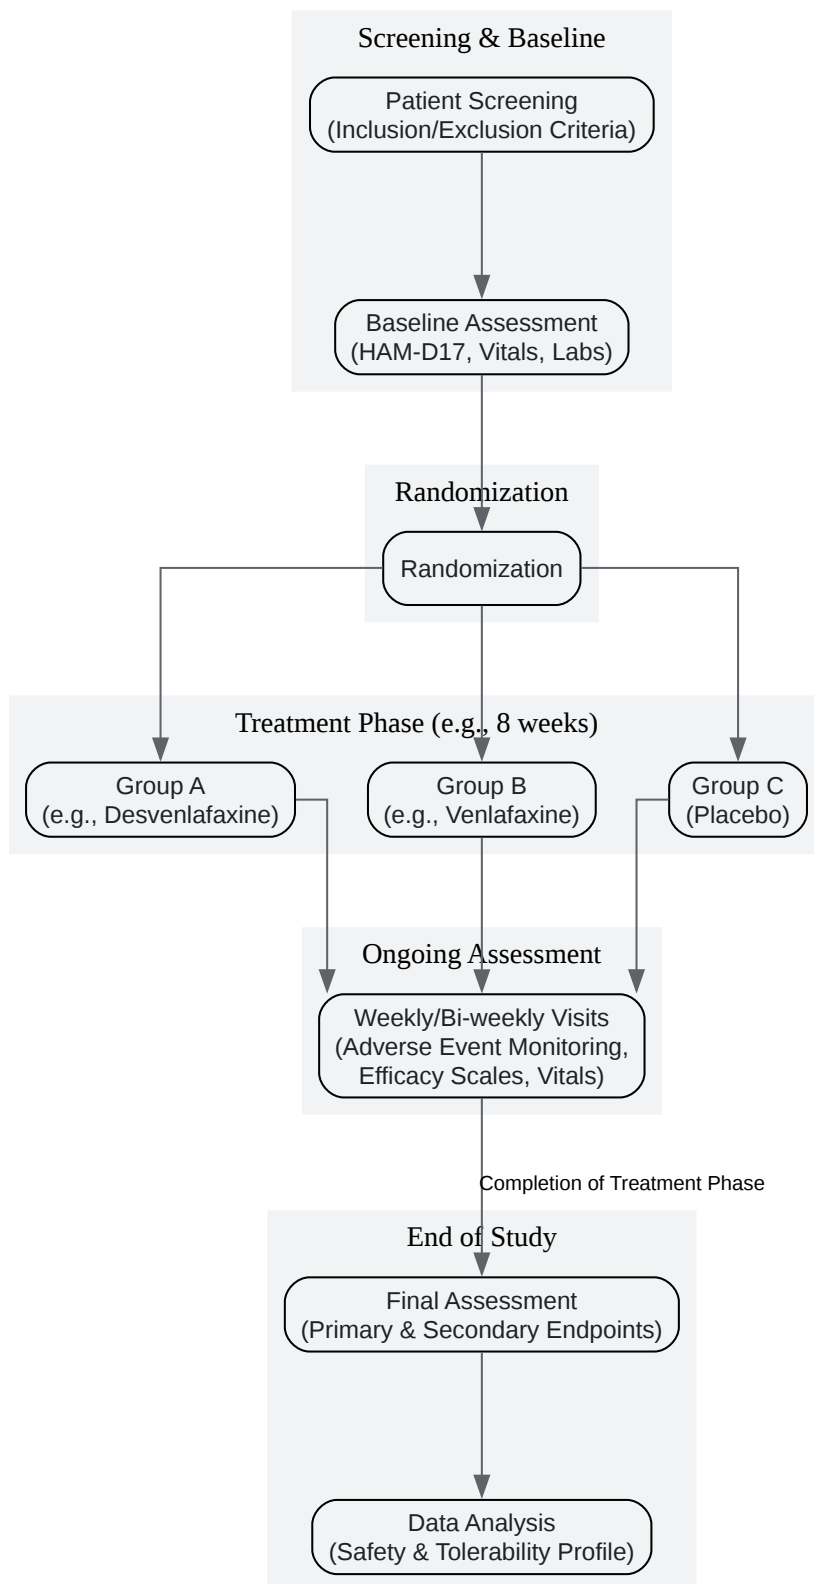 Screening & Baseline
Patient Screening
(Inclusion/Exclusion Criteria)
Baseline Assessment
(HAM-D17, Vitals, Labs)
Randomization
Randomization
Treatment Phase (e.g., 8 weeks)
Group A
(e.g., Desvenlafaxine)
Group B
(e.g., Venlafaxine)
Group C
(Placebo)
Ongoing Assessment
Weekly/Bi-weekly Visits
(Adverse Event Monitoring,
Efficacy Scales, Vitals)
Completion of Treatment Phase
End of Study
Final Assessment
(Primary & Secondary Endpoints)
Data Analysis
(Safety & Tolerability Profile)